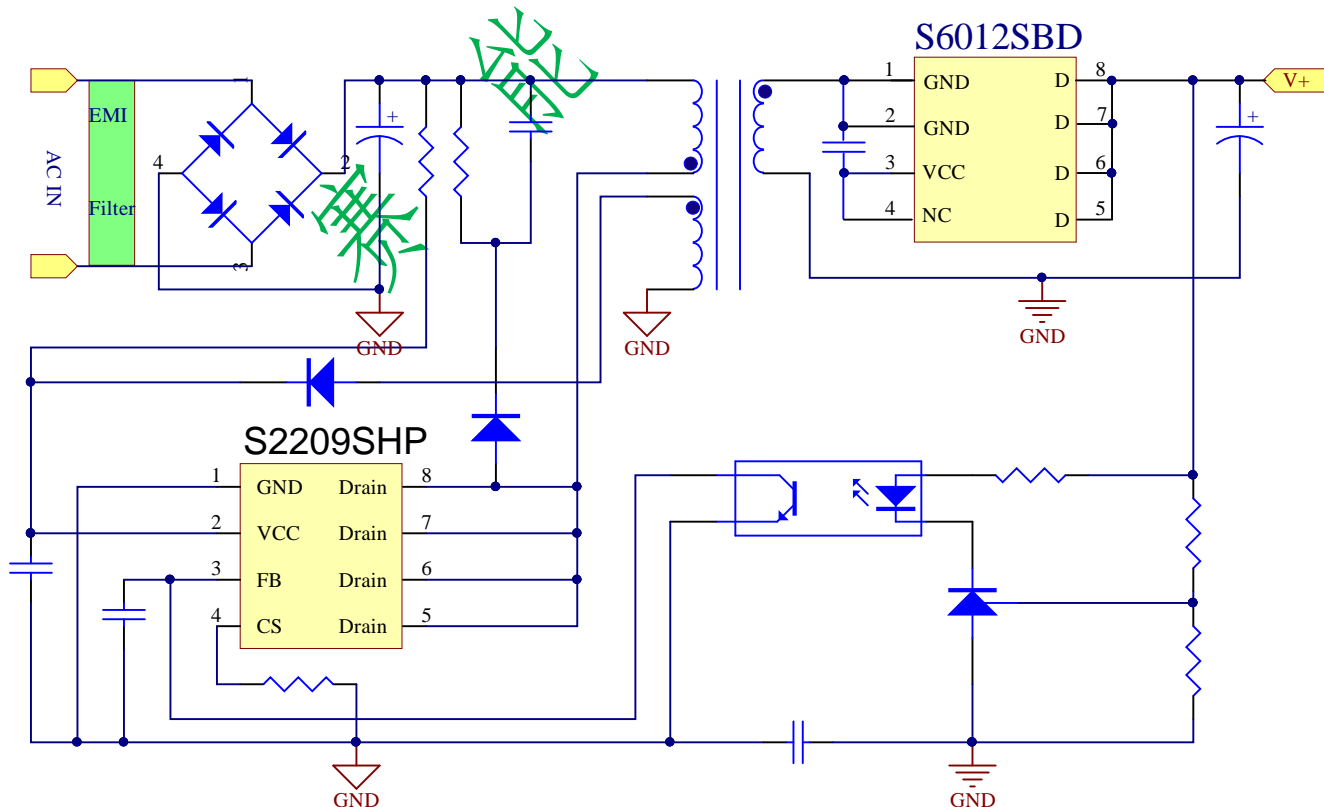 S6012SBD
1 GND D 8
2 GND D 7
3 VCC D 6
4 NC D 5
V+
+
+
EMI
Filter
AC IN
1
2
3
4
GND
GND
GND
S2209SHP
1 GND Drain 8
2 VCC Drain 7
3 FB Drain 6
4 CS Drain 5
GND
GND